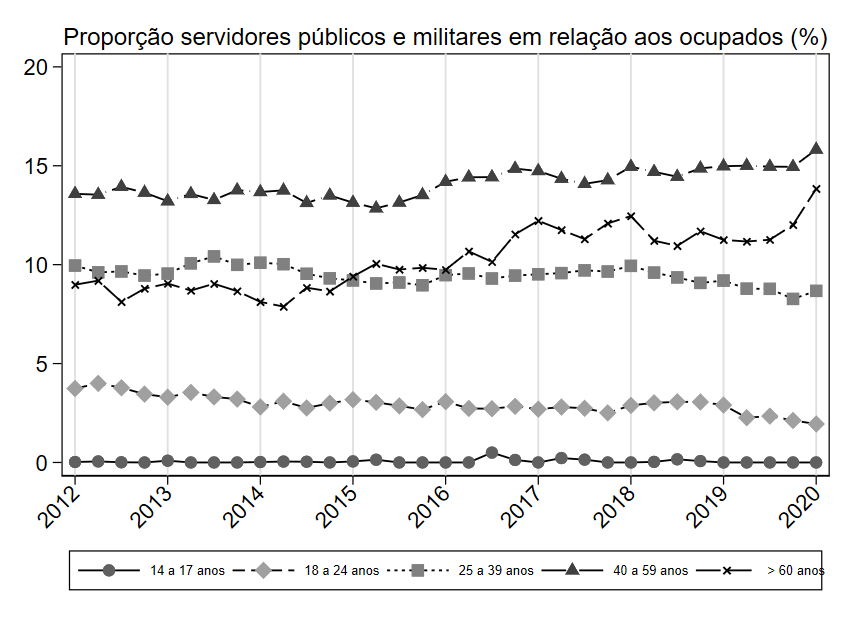 Proporção servidores públicos e militares em relação aos ocupados (%)
20
15
10
5
0
2012 2013 2014 2015 2016 2017 2018 2019 2020
14 a 17 anos 18 a 24 anos 25 a 39 anos 40 a 59 anos > 60 anos